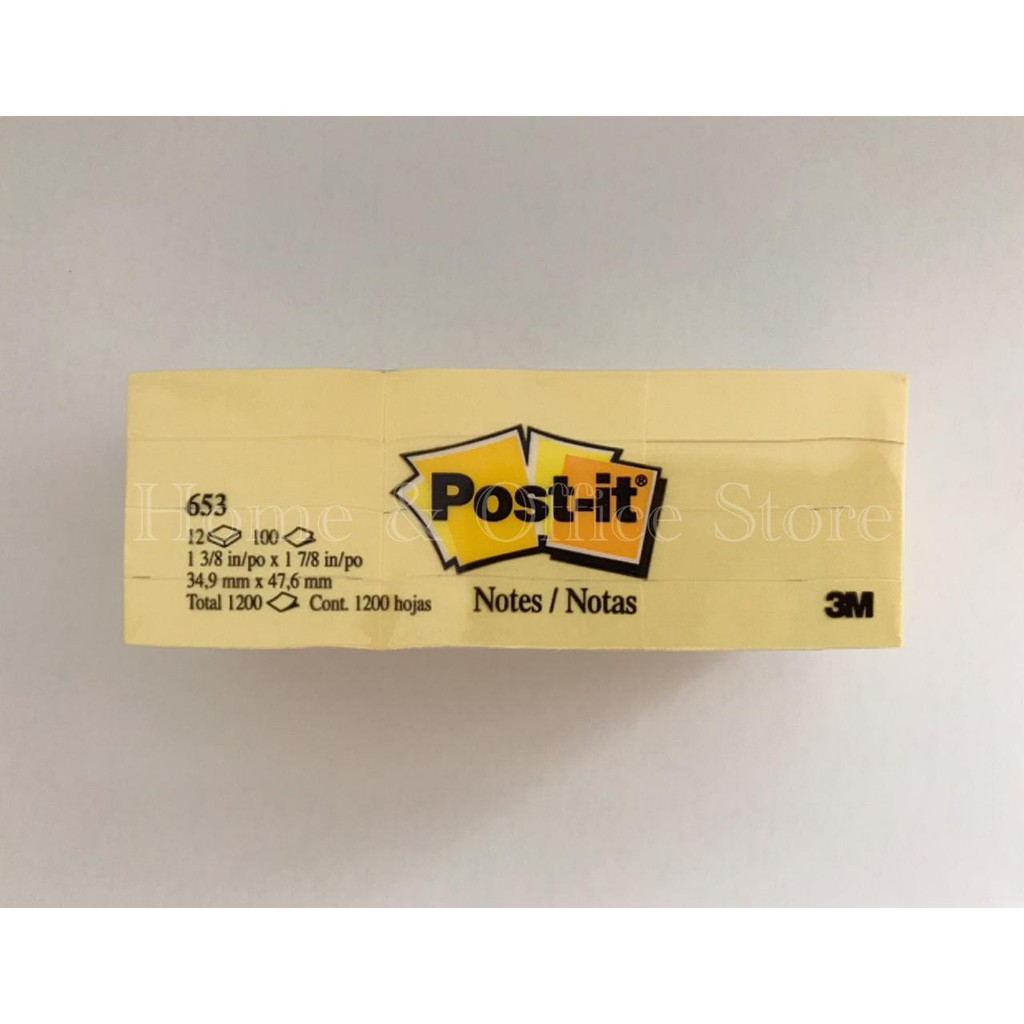 653
12 100
1 3/8 in/po x 1 7/8 in/po
34,9 mm x 47,6 mm
Total 1200 Cont. 1200 hojas
Post-it®
Notes / Notas
3M
Home & Office Store